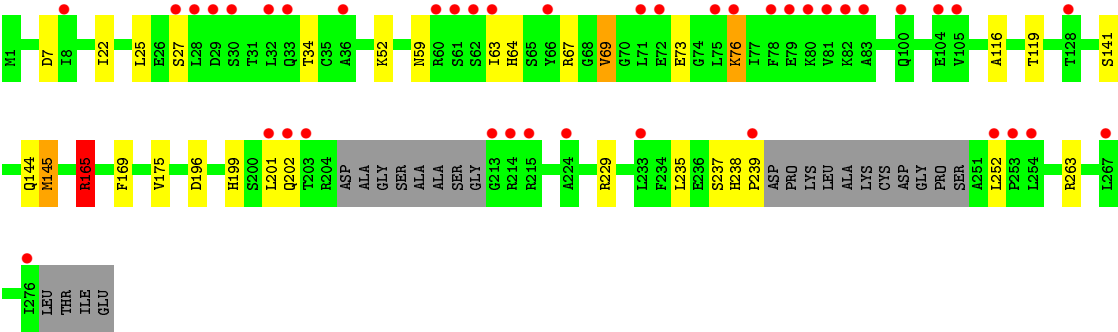 M1 D7 I8 I22 L25 E26 S27 L28 D29 S30 T31 L32 Q33 T34 C35 A36 K52 N59 R60 S61 S62 I63 H64 S65 Y66 R67 G68 V69 G70 L71 E72 E73 G74 L75 K76 I77 F78 E79 K80 V81 K82 A83 Q100 E104 V105 A116 T119 T128 S141
Q144 M145 R165 F169 V175 D196 H199 S200 L201 Q202 T203 R204 ASP ALA GLY SER ALA ALA SER GLY G213 R214 R215 A224 R229 L233 F234 L235 E236 S237 H238 P239 ASP PRO LYS LEU ALA LYS CYS ASP GLY PRO SER A251 L252 P253 L254 R263 L267
I276 LEU THR ILE GLU